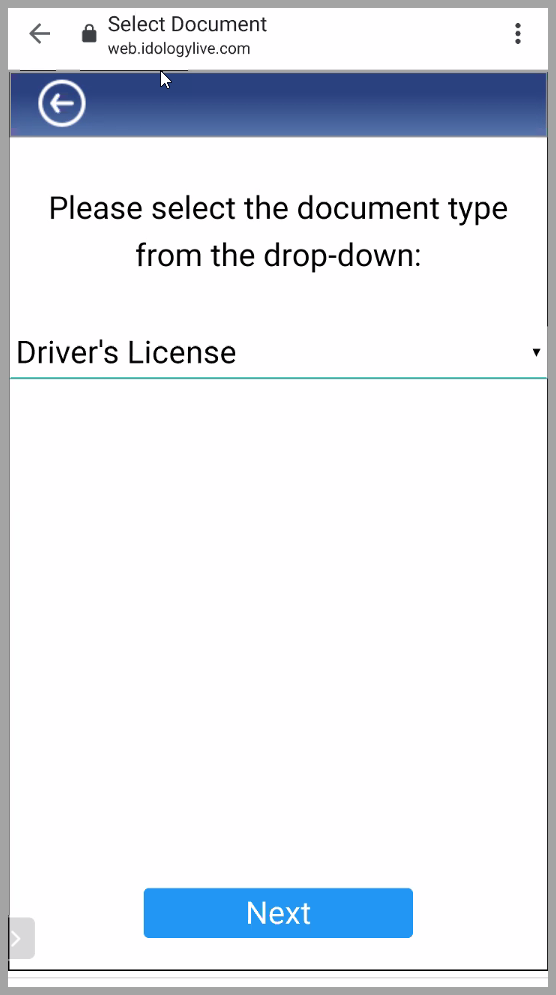 Select Document
web.idologylive.com
Please select the document type
from the drop-down:
Driver's License
Next